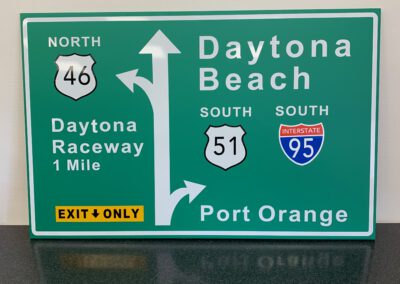 NORTH
46
Daytona
Raceway
1 Mile
EXIT ONLY
Daytona
Beach
SOUTH
51
SOUTH
INTERSTATE
95
Port Orange